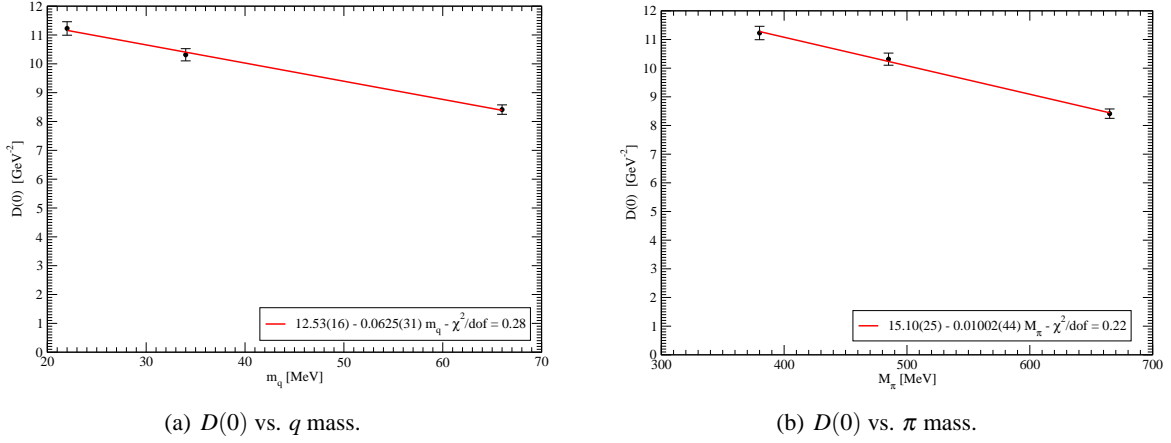 12
11
10
9
8
7
6
5
4
3
2
1
0
D(0) [GeV⁻²]
20 30 40 50 60 70
m_q [MeV]
12.53(16) - 0.0625(31) m_q - χ²/dof = 0.28
(a) D(0) vs. q mass.
12
11
10
9
8
7
6
5
4
3
2
1
0
D(0) [GeV⁻²]
300 400 500 600 700
M_π [MeV]
15.10(25) - 0.01002(44) M_π - χ²/dof = 0.22
(b) D(0) vs. π mass.